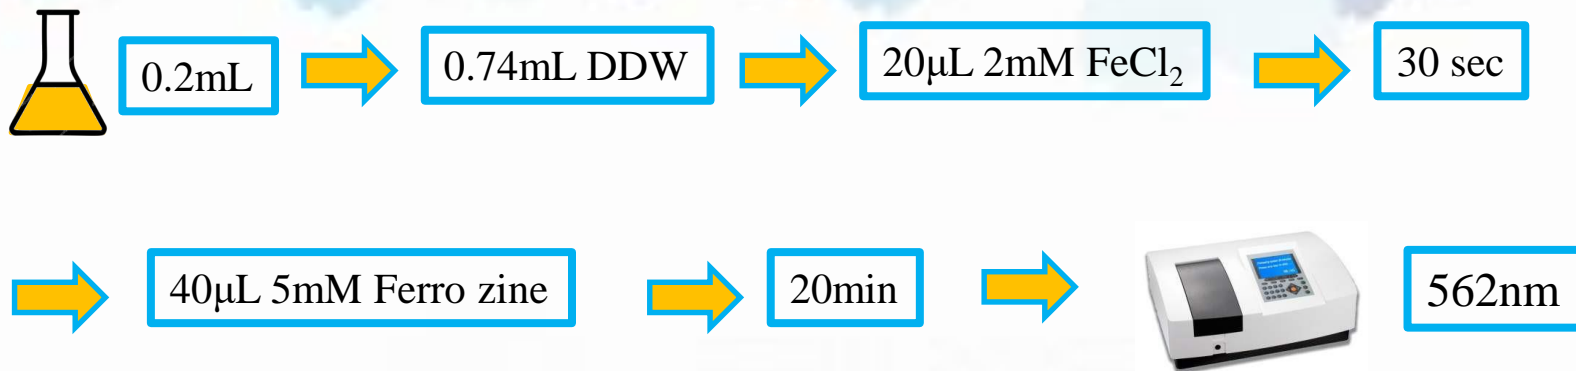 0.2mL
0.74mL DDW
20μL 2mM FeCl₂
30 sec
40μL 5mM Ferro zine
20min
562nm